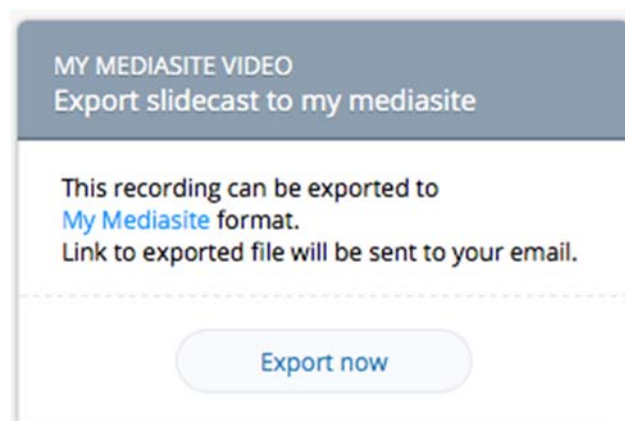 MY MEDIASITE VIDEO
Export slidecast to my mediasite
This recording can be exported to
My Mediasite format.
Link to exported file will be sent to your email.
Export now